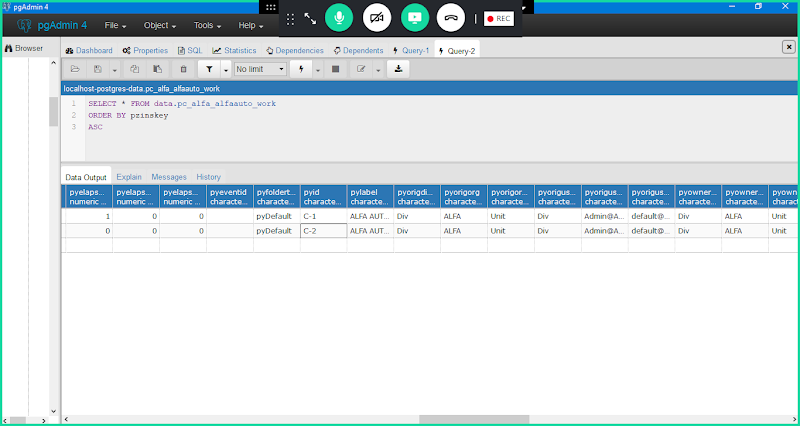 pgAdmin 4
pgAdmin 4 File Object Tools Help
REC
Browser
Dashboard Properties SQL Statistics Dependencies Dependents Query-1 Query-2
No limit
localhost-postgres-data.pc_alfa_alfaauto_work
1 SELECT * FROM data.pc_alfa_alfaauto_work
2 ORDER BY pzinskey
3 ASC
Data Output Explain Messages History
pyelaps... pyelaps... pyelaps... pyeventid pyfoldert... pyid pylabel pyorigdi... pyorigorg pyorigor... pyorigus... pyorigus... pyorigus... pyowner... pyowner... pyown
numeric ... numeric ... numeric ... characte... characte... characte... characte... characte... characte... characte... characte... characte... characte... characte... characte... charac
1 0 0 pyDefault C-1 ALFA AUT... Div ALFA Unit Div Admin@A... default@... Div ALFA Unit
0 0 0 pyDefault C-2 ALFA AUT... Div ALFA Unit Div Admin@A... default@... Div ALFA Unit